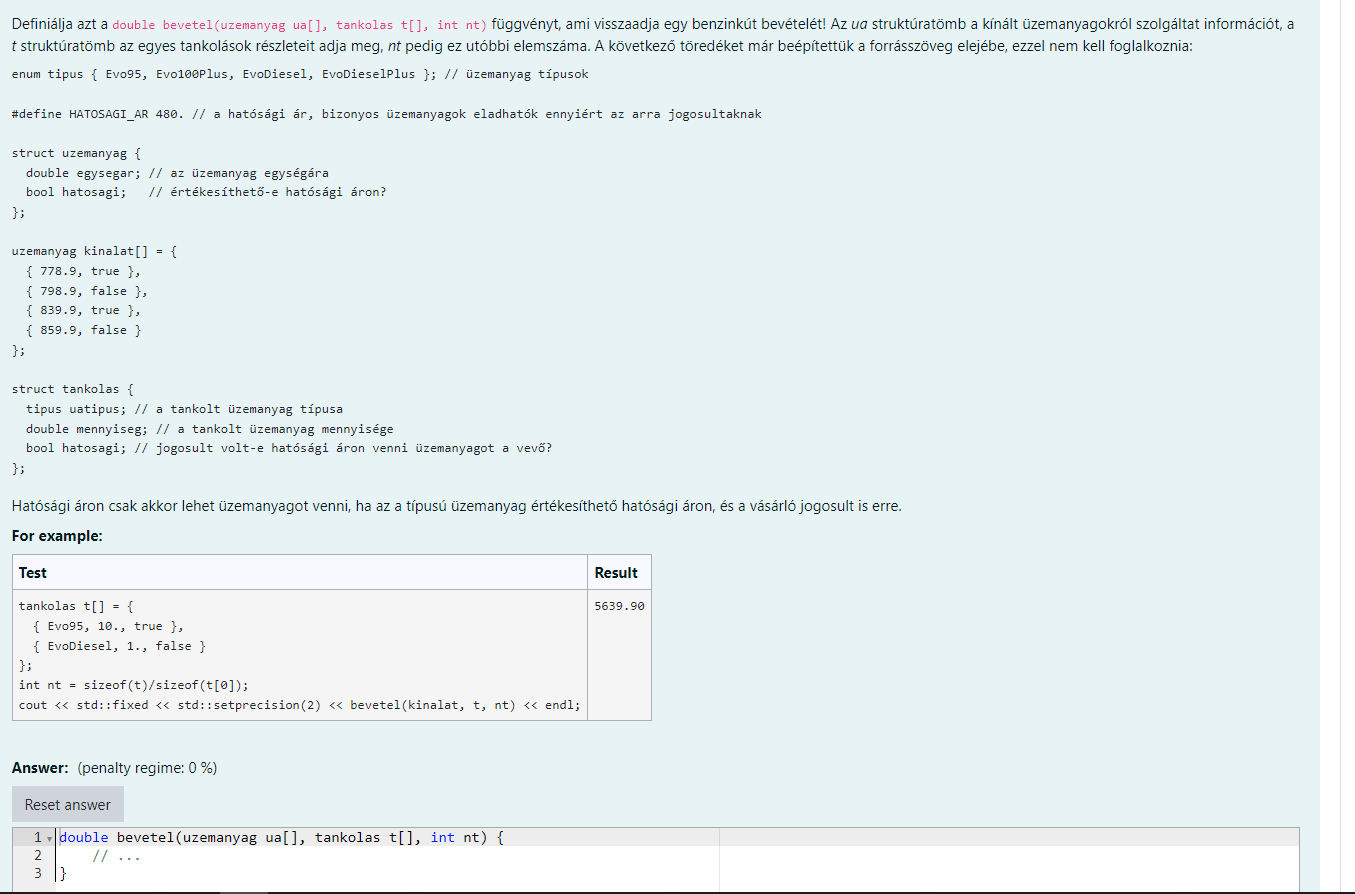 Definiálja azt a double bevetel(uzemanyag ua[], tankolas t[], int nt) függvényt, ami visszaadja egy benzinkút bevételét! Az ua struktúratömb a kínált üzemanyagokról szolgáltat információt, a
t struktúratömb az egyes tankolások részleteit adja meg, nt pedig ez utóbbi elemszáma. A következő töredéket már beépítettük a forrásszöveg elejébe, ezzel nem kell foglalkoznia:
enum tipus { Evo95, Evo100Plus, EvoDiesel, EvoDieselPlus }; // üzemanyag típusok
#define HATOSAGI_AR 480. // a hatósági ár, bizonyos üzemanyagok eladhatók ennyiért az arra jogosultaknak
struct uzemanyag {
  double egysegar; // az üzemanyag egységára
  bool hatosagi;   // értékesíthető-e hatósági áron?
};
uzemanyag kinalat[] = {
  { 778.9, true },
  { 798.9, false },
  { 839.9, true },
  { 859.9, false }
};
struct tankolas {
  tipus uatipus; // a tankolt üzemanyag típusa
  double mennyiseg; // a tankolt üzemanyag mennyisége
  bool hatosagi; // jogosult volt-e hatósági áron venni üzemanyagot a vevő?
};
Hatósági áron csak akkor lehet üzemanyagot venni, ha az a típusú üzemanyag értékesíthető hatósági áron, és a vásárló jogosult is erre.
For example:
Test Result
tankolas t[] = { 5639.90
  { Evo95, 10., true },
  { EvoDiesel, 1., false }
};
int nt = sizeof(t)/sizeof(t[0]);
cout << std::fixed << std::setprecision(2) << bevetel(kinalat, t, nt) << endl;
Answer: (penalty regime: 0 %)
Reset answer
1 double bevetel(uzemanyag ua[], tankolas t[], int nt) {
2     // ...
3 }